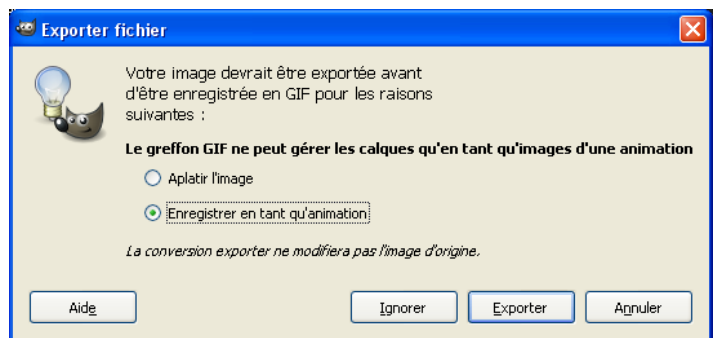 Exporter fichier
Votre image devrait être exportée avant
d'être enregistrée en GIF pour les raisons
suivantes :
Le greffon GIF ne peut gérer les calques qu'en tant qu'images d'une animation
Aplatir l'image
Enregistrer en tant qu'animation
La conversion exporter ne modifiera pas l'image d'origine.
Aide Ignorer Exporter Annuler